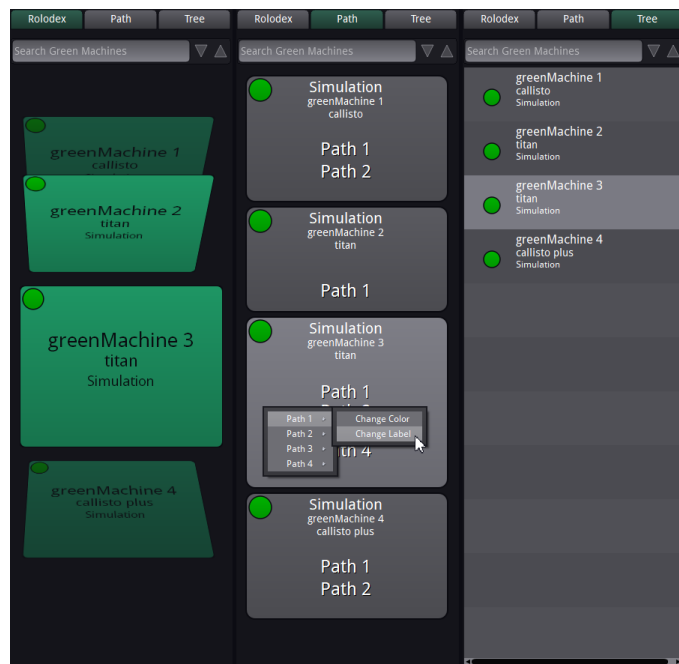 Rolodex Path Tree
Search Green Machines
greenMachine 1
callisto
greenMachine 2
titan
Simulation
greenMachine 3
titan
Simulation
greenMachine 4
callisto plus
Simulation
Rolodex Path Tree
Search Green Machines
Simulation
greenMachine 1
callisto
Path 1
Path 2
Simulation
greenMachine 2
titan
Path 1
Simulation
greenMachine 3
titan
Path 1
Path 1 Change Color
Path 2 Change Label
Path 3
Path 4
th 4
Simulation
greenMachine 4
callisto plus
Path 1
Path 2
Rolodex Path Tree
Search Green Machines
greenMachine 1
callisto
Simulation
greenMachine 2
titan
Simulation
greenMachine 3
titan
Simulation
greenMachine 4
callisto plus
Simulation